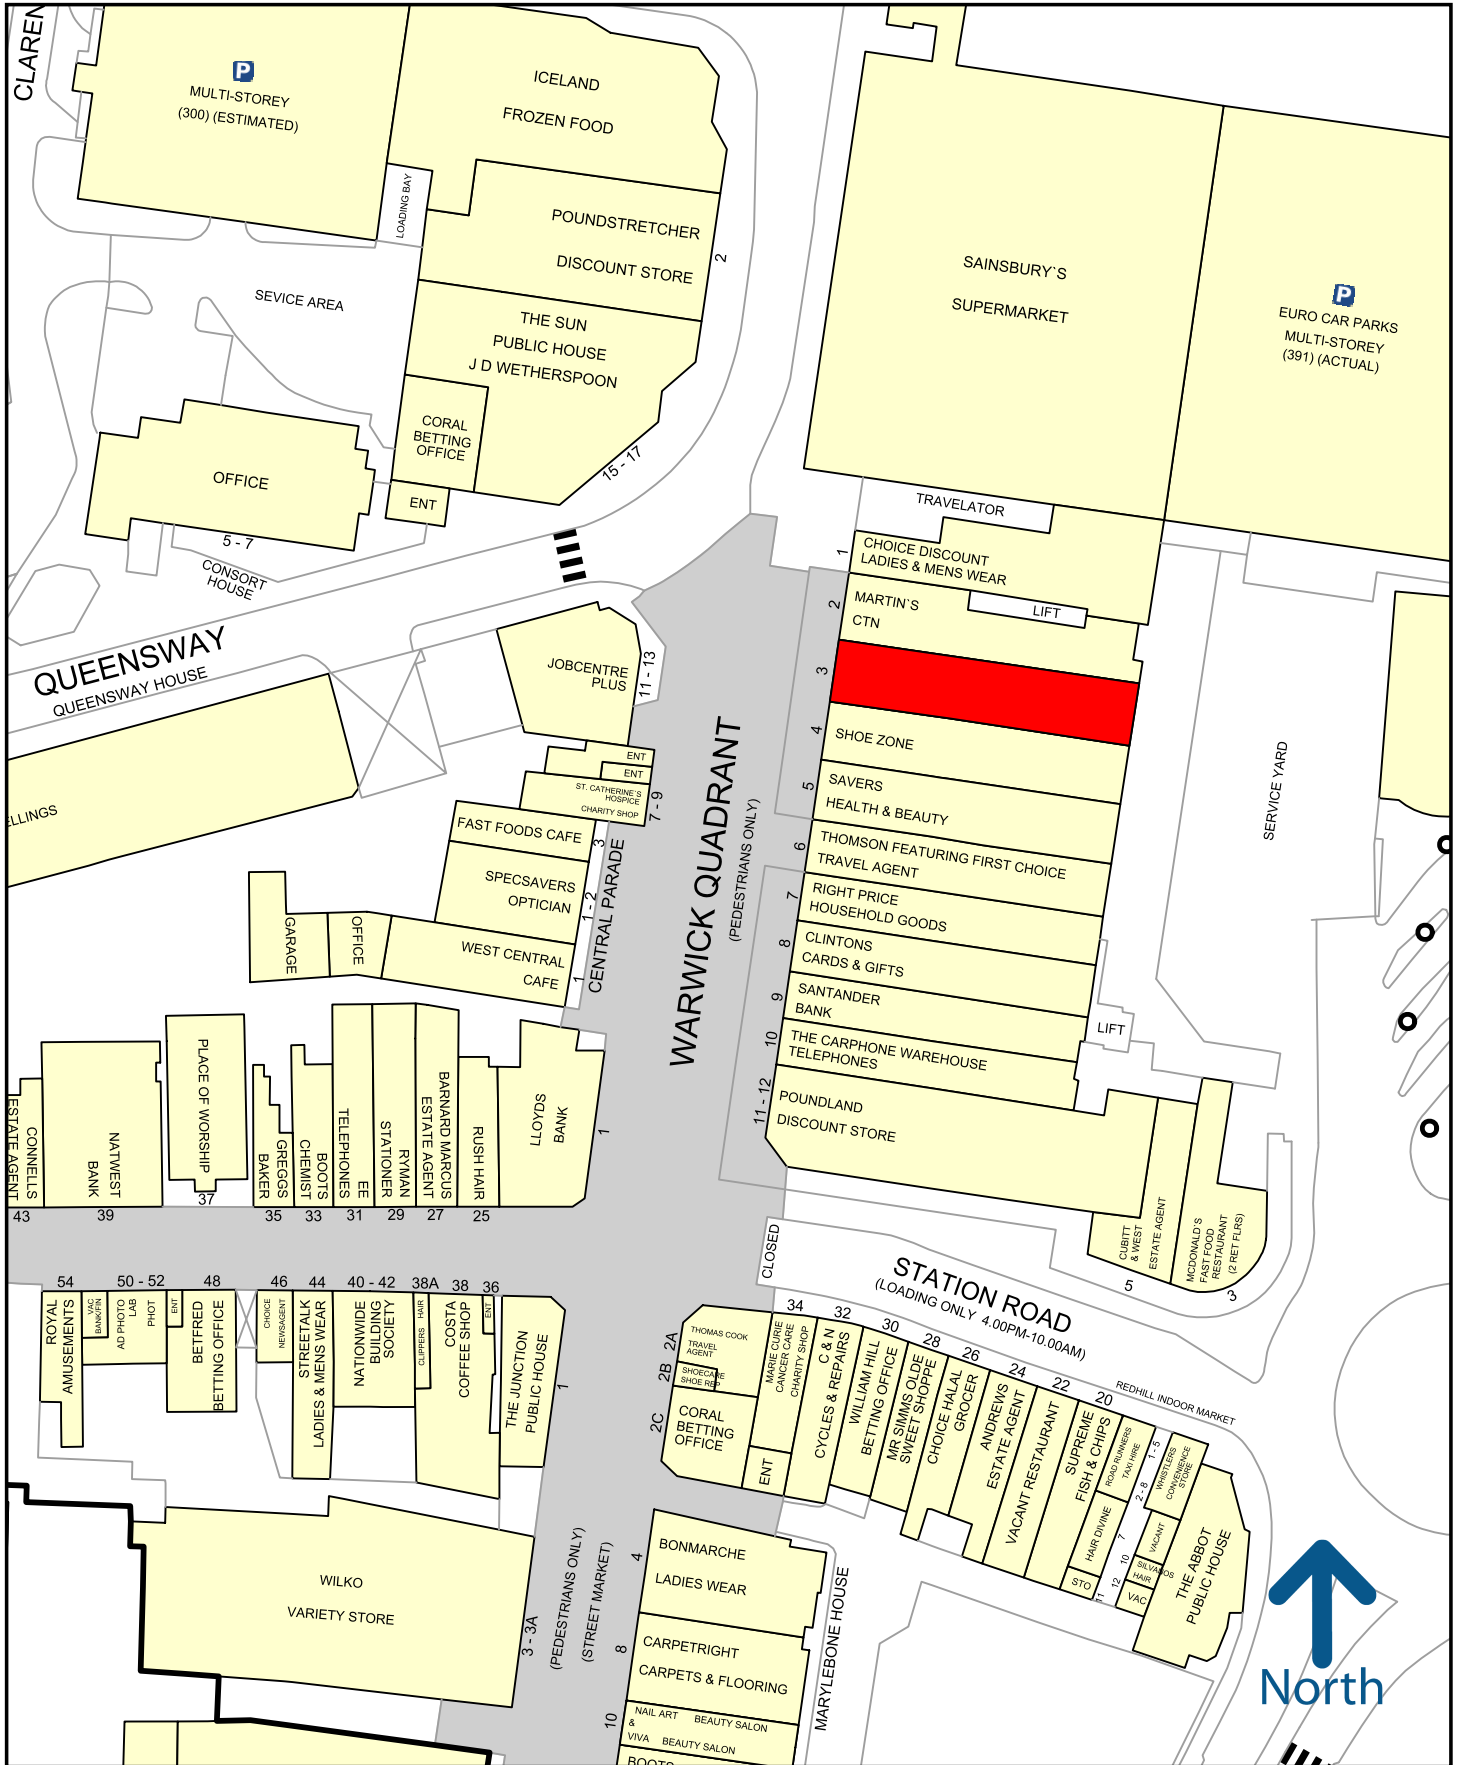 CLAREN
P
MULTI-STOREY
(300) (ESTIMATED)
ICELAND
FROZEN FOOD
LOADING BAY
POUNDSTRETCHER
DISCOUNT STORE
2
SEVICE AREA
THE SUN
PUBLIC HOUSE
J D WETHERSPOON
CORAL
BETTING
OFFICE
ENT
15 - 17
OFFICE
5 - 7
CONSORT
HOUSE
SAINSBURY`S
SUPERMARKET
P
EURO CAR PARKS
MULTI-STOREY
(391) (ACTUAL)
TRAVELATOR
1
CHOICE DISCOUNT
LADIES & MENS WEAR
2
MARTIN`S
CTN
LIFT
3
4
SHOE ZONE
5
SAVERS
HEALTH & BEAUTY
6
THOMSON FEATURING FIRST CHOICE
TRAVEL AGENT
7
RIGHT PRICE
HOUSEHOLD GOODS
8
CLINTONS
CARDS & GIFTS
9
SANTANDER
BANK
10
THE CARPHONE WAREHOUSE
TELEPHONES
11 - 12
POUNDLAND
DISCOUNT STORE
LIFT
SERVICE YARD
QUEENSWAY
QUEENSWAY HOUSE
ELLINGS
JOBCENTRE
PLUS
11 - 13
ENT
ENT
ST. CATHERINE`S
HOSPICE
CHARITY SHOP
7 - 9
FAST FOODS CAFE
3
SPECSAVERS
OPTICIAN
1 - 2
WEST CENTRAL
CAFE
1
CENTRAL PARADE
WARWICK QUADRANT
(PEDESTRIANS ONLY)
GARAGE
OFFICE
CONNELLS
ESTATE AGENT
43
NATWEST
BANK
39
PLACE OF WORSHIP
37
GREGGS
BAKER
35
BOOTS
CHEMIST
33
EE
TELEPHONES
31
RYMAN
STATIONER
29
BARNARD MARCUS
ESTATE AGENT
27
RUSH HAIR
25
LLOYDS
BANK
1
CUBITT
& WEST
ESTATE AGENT
5
MCDONALD`S
FAST FOOD
RESTAURANT
(2 RET FLRS)
3
CLOSED
STATION ROAD
(LOADING ONLY 4.00PM-10.00AM)
54
ROYAL
AMUSEMENTS
VAC
BANKFIN
50 - 52
AD PHOTO
LAB
PHOT
ENT
48
BETFRED
BETTING OFFICE
46
CHOICE
NEWSAGENT
44
STREETALK
LADIES & MENS WEAR
40 - 42
NATIONWIDE
BUILDING
SOCIETY
38A
CLIPPERS HAIR
38
COSTA
COFFEE SHOP
36
ENT
THE JUNCTION
PUBLIC HOUSE
1
2A
THOMAS COOK
TRAVEL
AGENT
2B
SHOECARE
SHOE REP
2C
CORAL
BETTING
OFFICE
34
MARIE CURIE
CANCER CARE
CHARITY SHOP
ENT
32
C & N
CYCLES & REPAIRS
30
WILLIAM HILL
BETTING OFFICE
28
MR SIMMS OLDE
SWEET SHOPPE
26
CHOICE HALAL
GROCER
24
ANDREWS
ESTATE AGENT
22
VACANT RESTAURANT
20
SUPREME
FISH & CHIPS
REDHILL INDOOR MARKET
ROAD RUNNERS
TAXI HIRE
1 - 5
2 - 8
WHISTLERS
CONVENIENCE
STORE
HAIR DIVINE
7
VACANT
10
SILVADOS
HAIR
STO
11
12
VAC
THE ABBOT
PUBLIC HOUSE
WILKO
VARIETY STORE
3 - 3A
(PEDESTRIANS ONLY)
(STREET MARKET)
4
BONMARCHE
LADIES WEAR
8
CARPETRIGHT
CARPETS & FLOORING
10
NAIL ART BEAUTY SALON
&
VIVA BEAUTY SALON
BOOTS
MARYLEBONE HOUSE
North